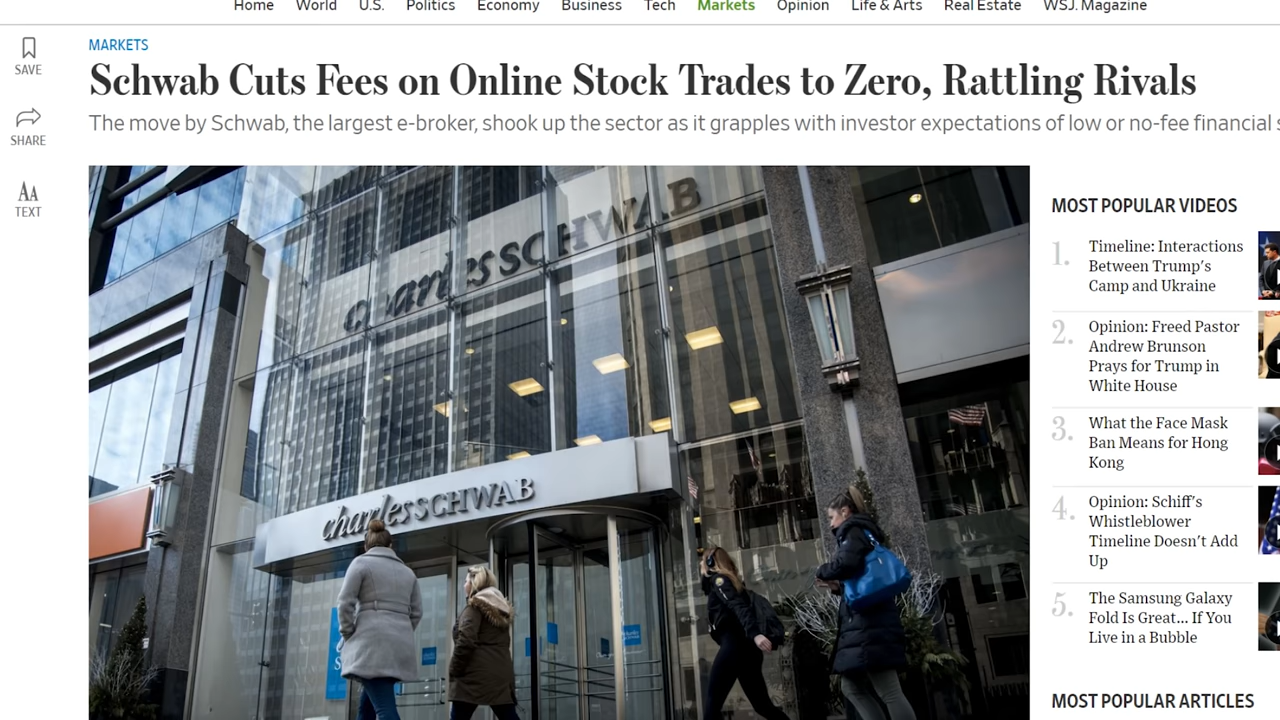 Home World U.S. Politics Economy Business Tech Markets Opinion Life & Arts Real Estate WSJ. Magazine
SAVE
SHARE
AA
TEXT
MARKETS
Schwab Cuts Fees on Online Stock Trades to Zero, Rattling Rivals
The move by Schwab, the largest e-broker, shook up the sector as it grapples with investor expectations of low or no-fee financial
charles SCHWAB
charles SCHWAB
MOST POPULAR VIDEOS
1.
Timeline: Interactions
Between Trump's
Camp and Ukraine
2.
Opinion: Freed Pastor
Andrew Brunson
Prays for Trump in
White House
3.
What the Face Mask
Ban Means for Hong
Kong
4.
Opinion: Schiff's
Whistleblower
Timeline Doesn't Add
Up
5.
The Samsung Galaxy
Fold Is Great... If You
Live in a Bubble
MOST POPULAR ARTICLES